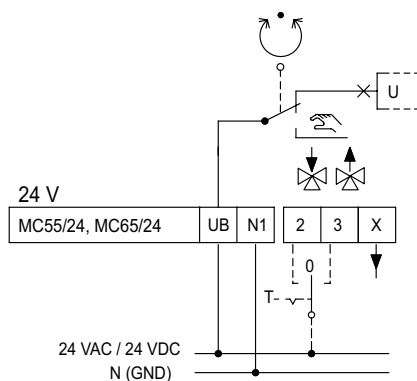 U
24 V
MC55/24, MC65/24 UB N1 2 3 X
0
T
24 VAC / 24 VDC
N (GND)